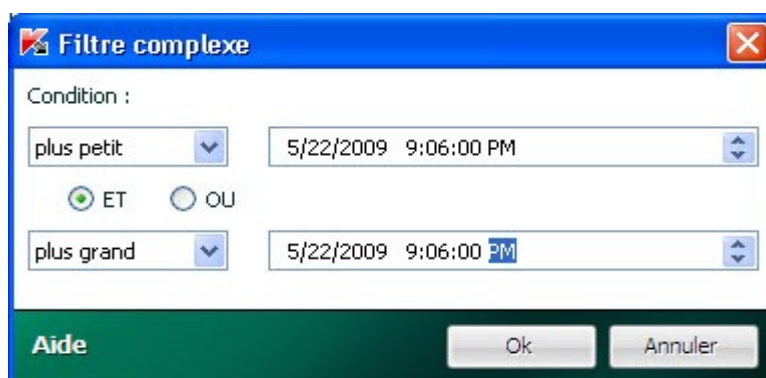 Filtre complexe
Condition :
plus petit 5/22/2009 9:06:00 PM
ET OU
plus grand 5/22/2009 9:06:00 PM
Aide Ok Annuler